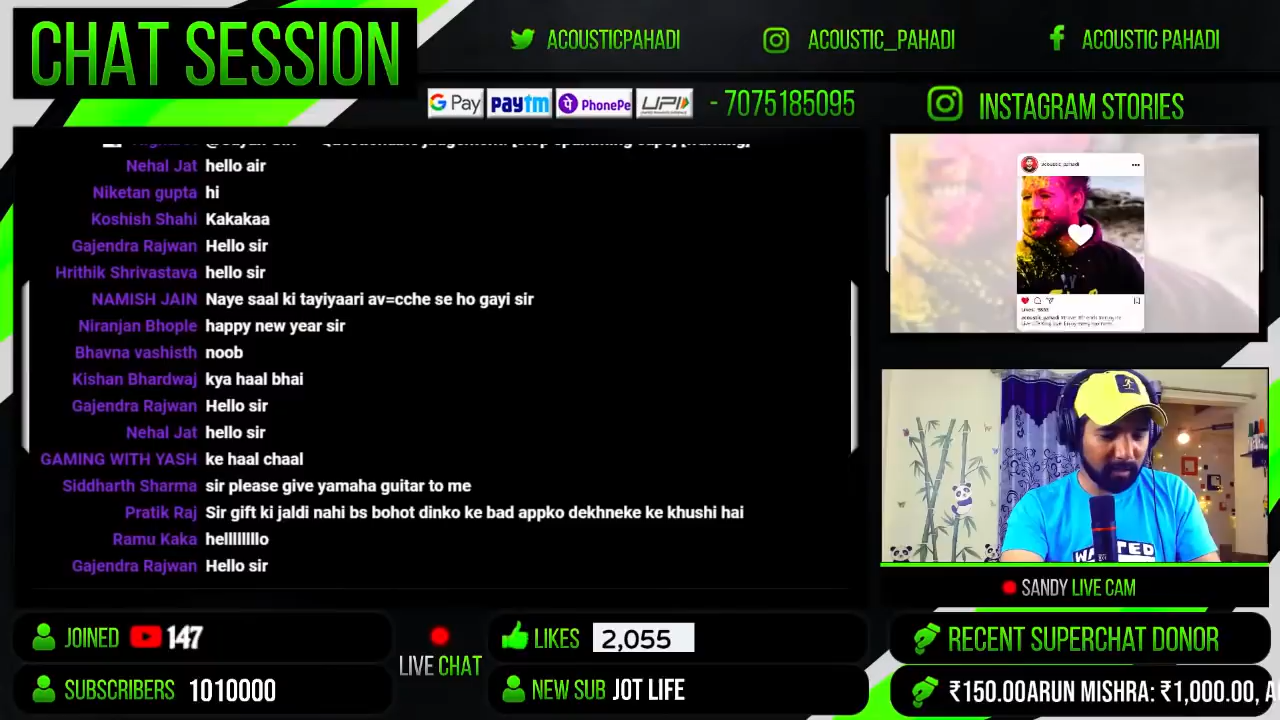 CHAT SESSION
ACOUSTICPAHADI
ACOUSTIC_PAHADI
ACOUSTIC PAHADI
G Pay
paytm
PhonePe
UPI
- 7075185095
INSTAGRAM STORIES
Nehal Jat hello air
Niketan gupta hi
Koshish Shahi Kakakaa
Gajendra Rajwan Hello sir
Hrithik Shrivastava hello sir
NAMISH JAIN Naye saal ki tayiyaari av=cche se ho gayi sir
Niranjan Bhople happy new year sir
Bhavna vashisth noob
Kishan Bhardwaj kya haal bhai
Gajendra Rajwan Hello sir
Nehal Jat hello sir
GAMING WITH YASH ke haal chaal
Siddharth Sharma sir please give yamaha guitar to me
Pratik Raj Sir gift ki jaldi nahi bs bohot dinko ke bad appko dekhneke ke khushi hai
Ramu Kaka helllllllllo
Gajendra Rajwan Hello sir
acoustic_pahadi
SANDY LIVE CAM
JOINED 147
LIVE CHAT
LIKES 2,055
RECENT SUPERCHAT DONOR
SUBSCRIBERS 1010000
NEW SUB JOT LIFE
₹150.00ARUN MISHRA: ₹1,000.00, A